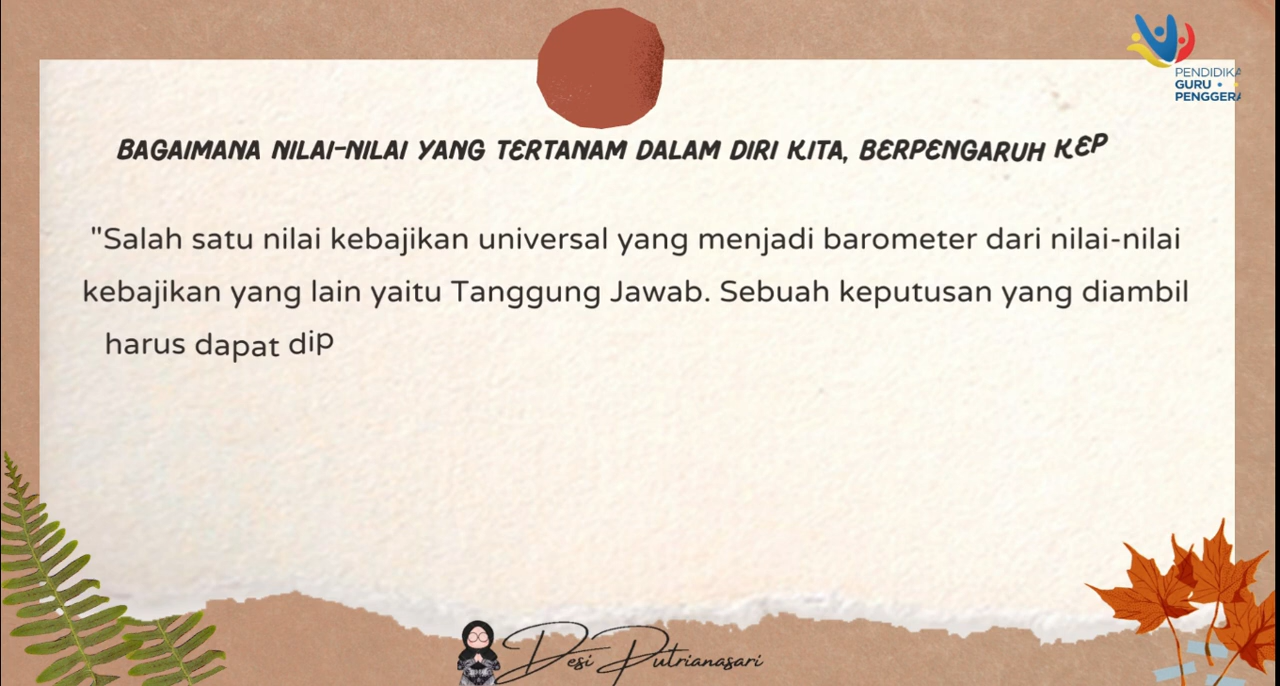 PENDIDIKA
GURU •
PENGGERA
BAGAIMANA NILAI-NILAI YANG TERTANAM DALAM DIRI KITA, BERPENGARUH KEP
"Salah satu nilai kebajikan universal yang menjadi barometer dari nilai-nilai
kebajikan yang lain yaitu Tanggung Jawab. Sebuah keputusan yang diambil
harus dapat dip
Desi Putrianasari